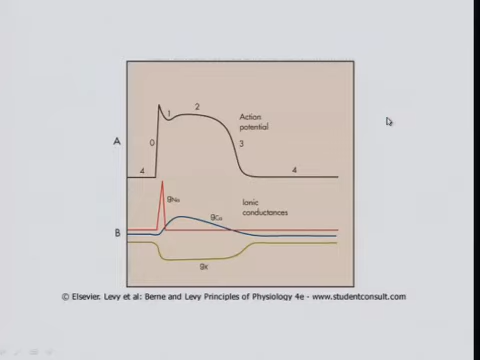 A
B
0
1
2
3
4
4
Action
potential
gNa
gCa
gK
Ionic
conductances
© Elsevier. Levy et al: Berne and Levy Principles of Physiology 4e - www.studentconsult.com